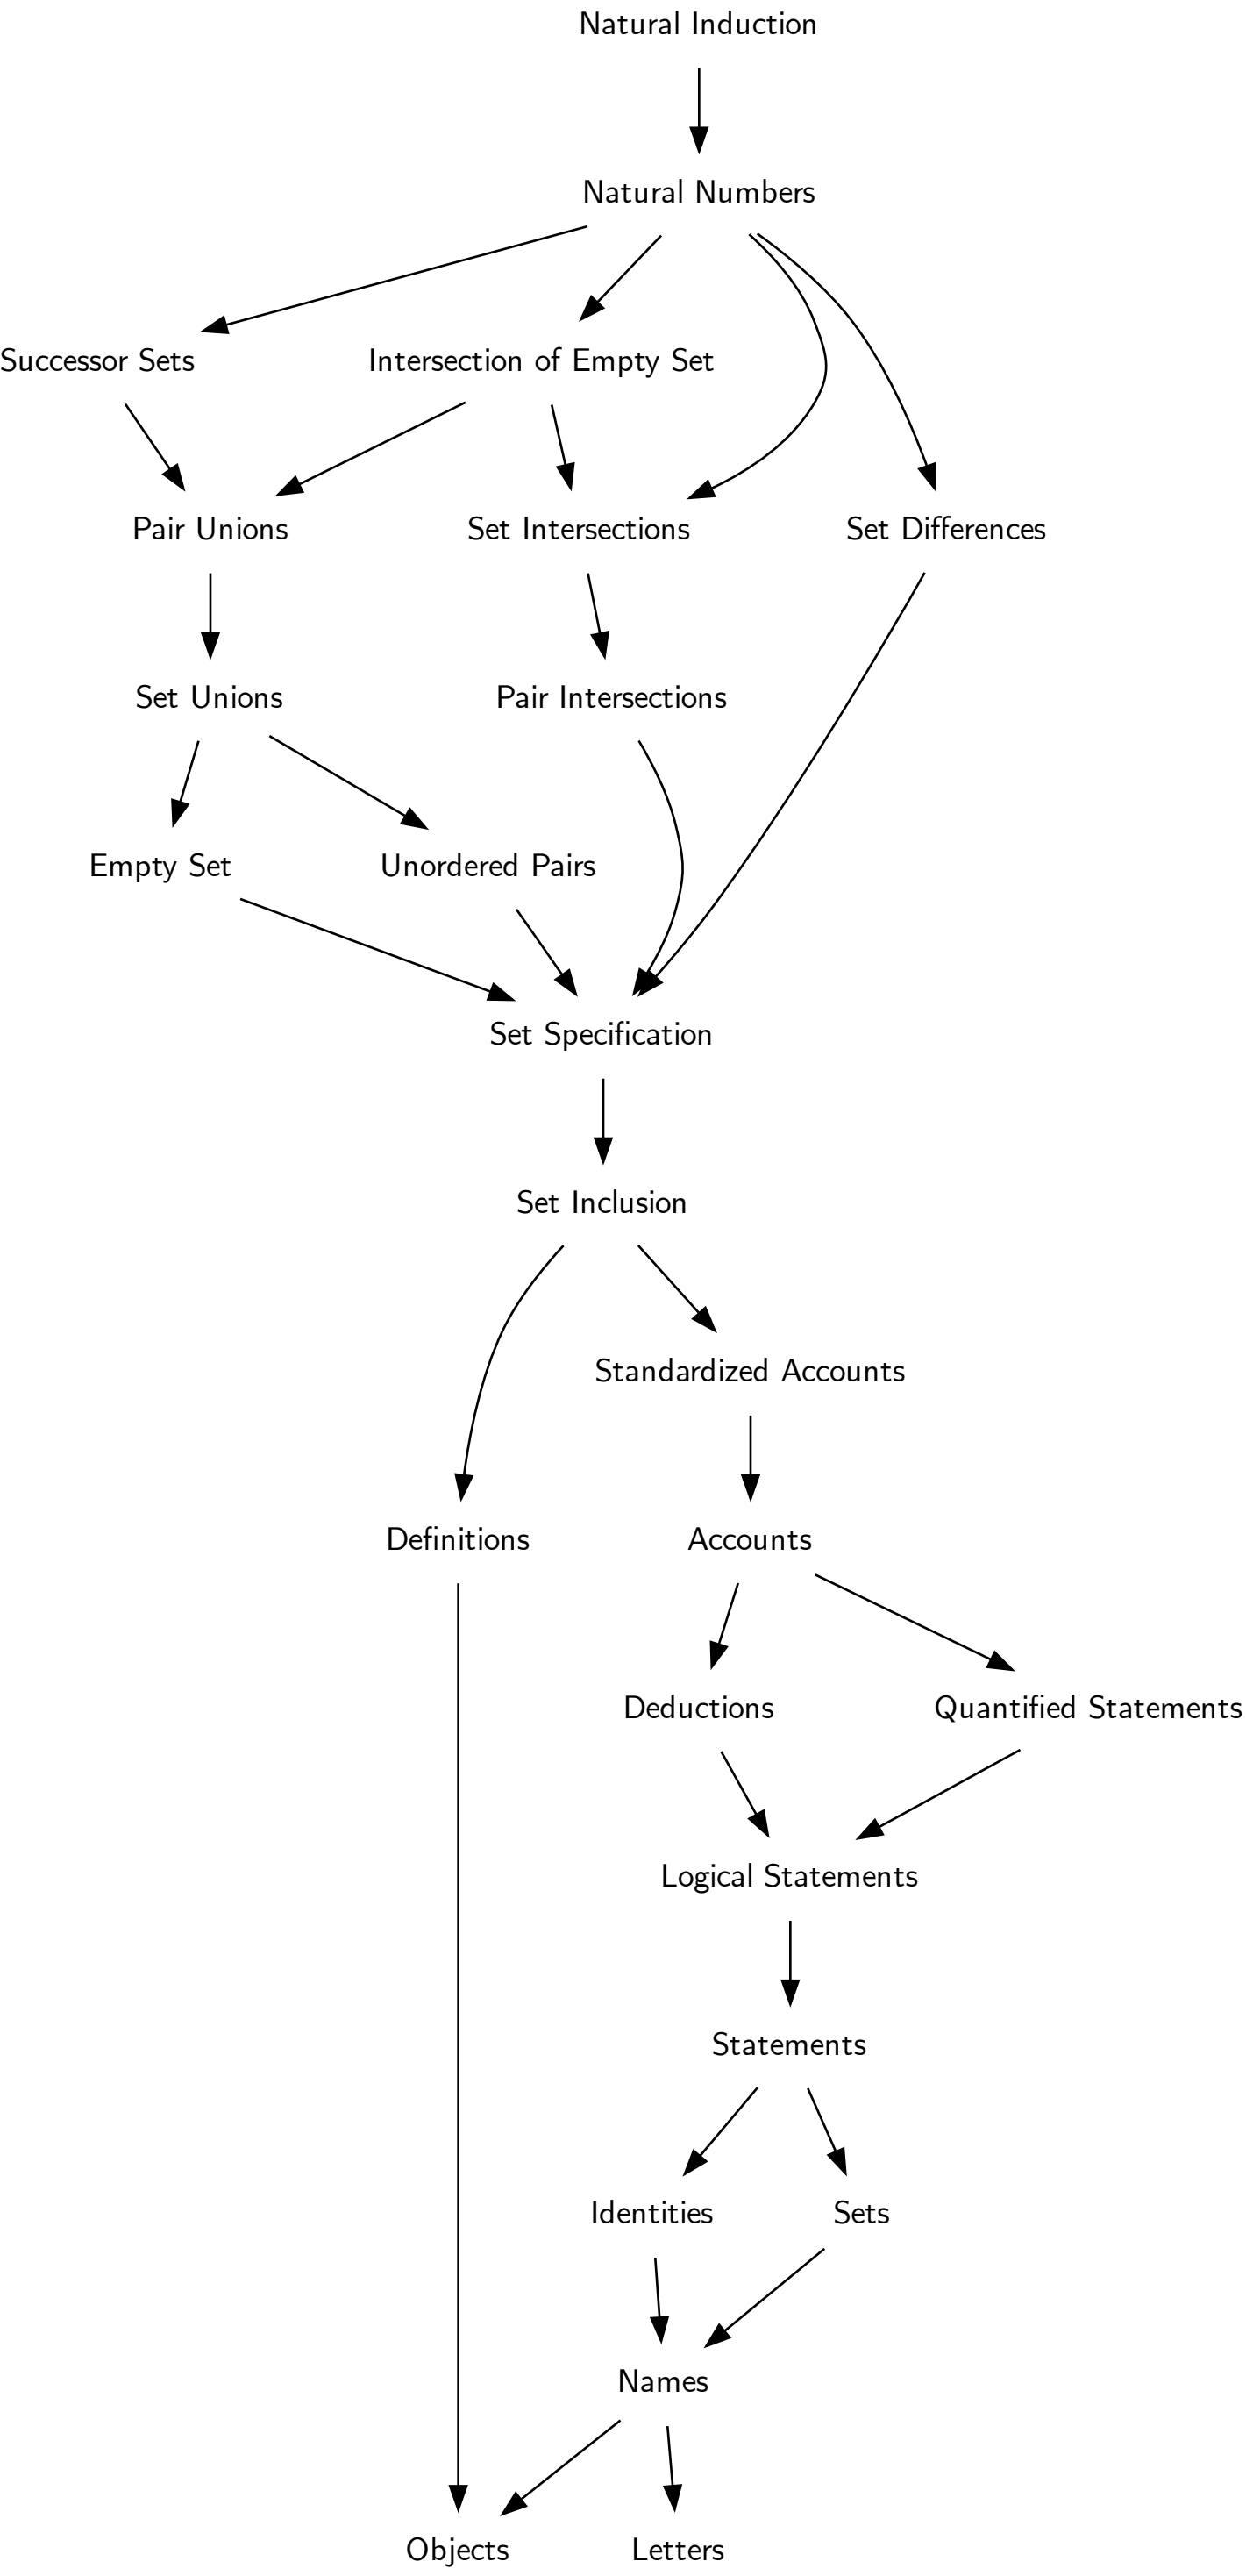 Natural Induction
Natural Numbers
Successor Sets
Intersection of Empty Set
Pair Unions
Set Intersections
Set Differences
Set Unions
Pair Intersections
Empty Set
Unordered Pairs
Set Specification
Set Inclusion
Standardized Accounts
Definitions
Accounts
Deductions
Quantified Statements
Logical Statements
Statements
Identities
Sets
Names
Objects
Letters